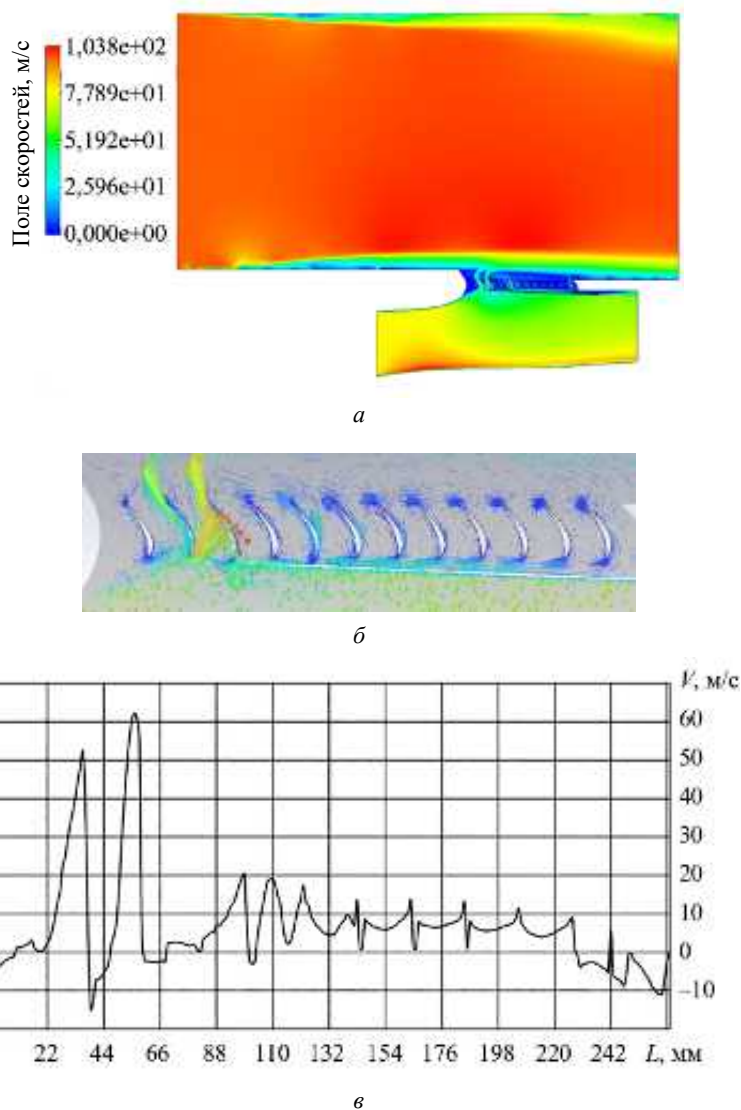 Поле скоростей, м/с
1,038e+02
7,789e+01
5,192e+01
2,596e+01
0,000e+00
а
б
V, м/с
60
50
40
30
20
10
0
–10
22 44 66 88 110 132 154 176 198 220 242 L, мм
в